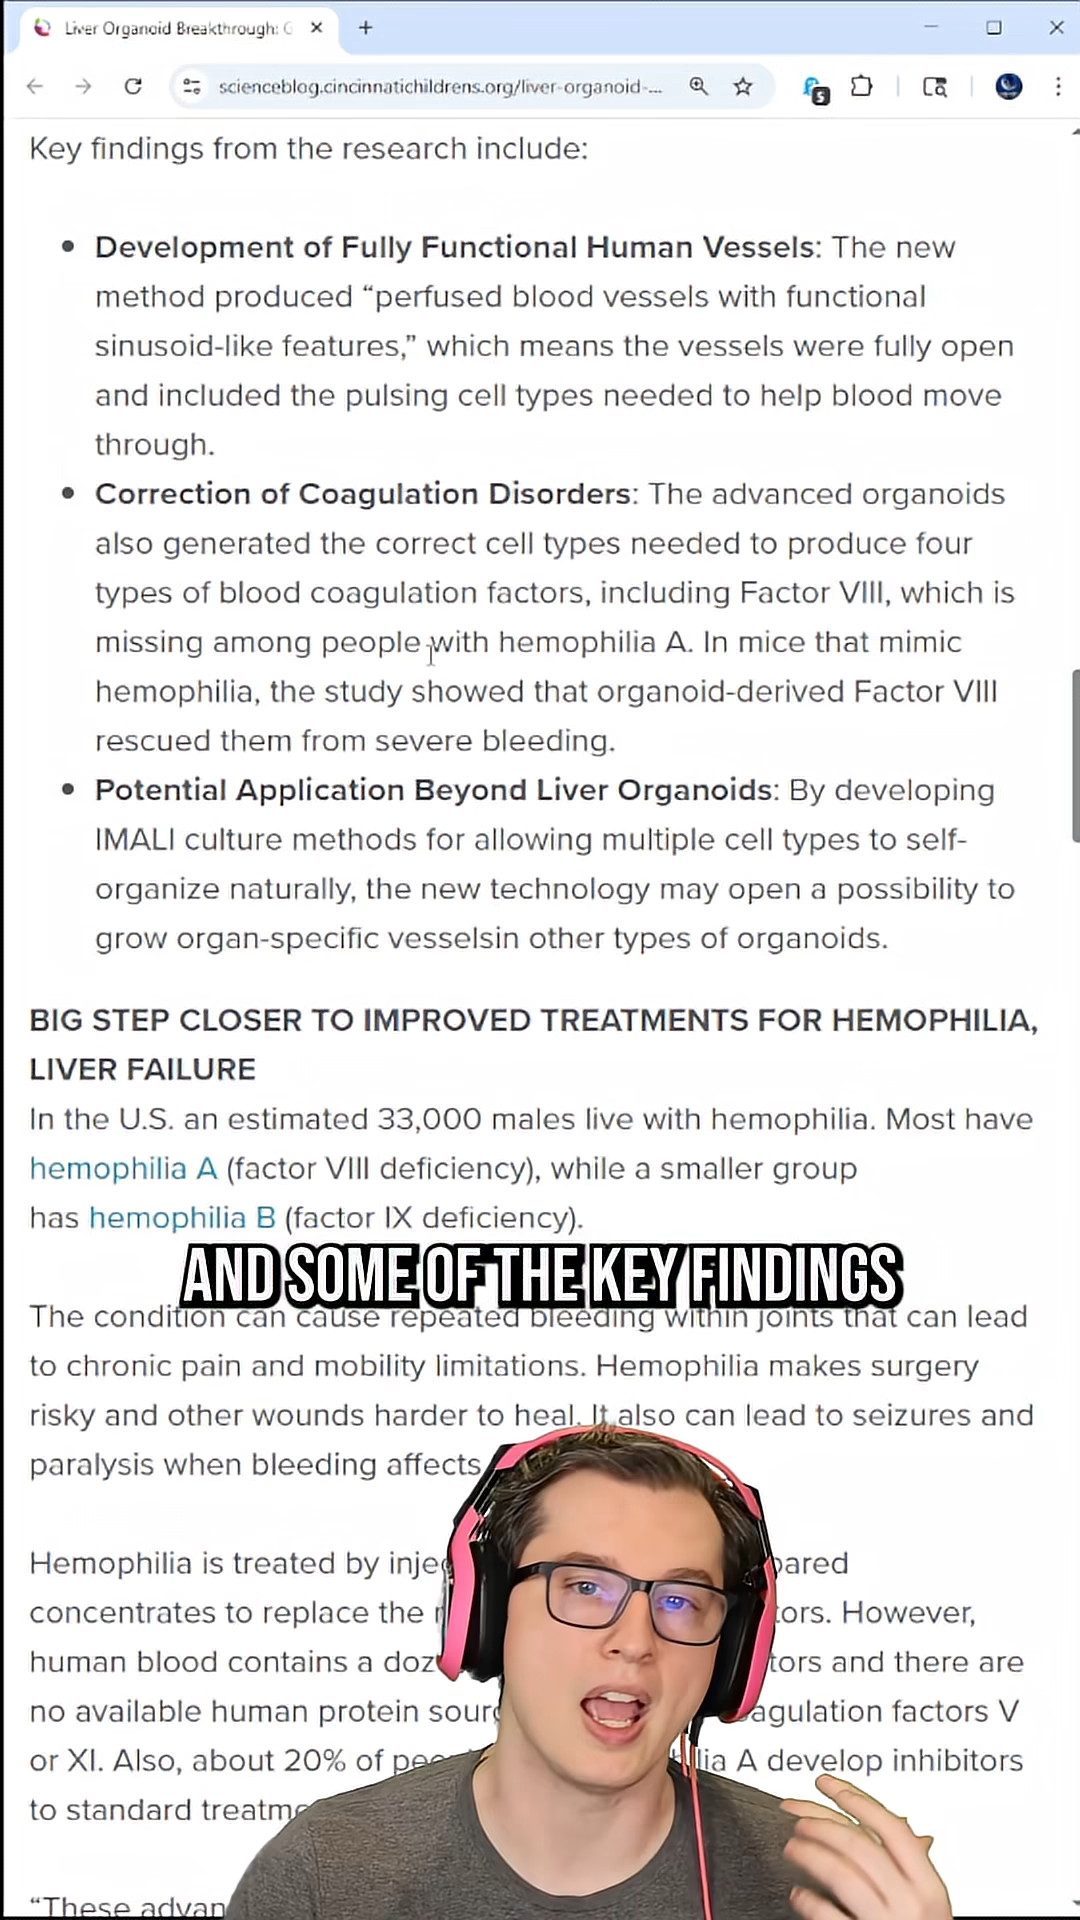 Liver Organoid Breakthrough: G
scienceblog.cincinnatichildrens.org/liver-organoid-...
Key findings from the research include:
• Development of Fully Functional Human Vessels: The new
method produced “perfused blood vessels with functional
sinusoid-like features,” which means the vessels were fully open
and included the pulsing cell types needed to help blood move
through.
• Correction of Coagulation Disorders: The advanced organoids
also generated the correct cell types needed to produce four
types of blood coagulation factors, including Factor VIII, which is
missing among people with hemophilia A. In mice that mimic
hemophilia, the study showed that organoid-derived Factor VIII
rescued them from severe bleeding.
• Potential Application Beyond Liver Organoids: By developing
IMALI culture methods for allowing multiple cell types to self-
organize naturally, the new technology may open a possibility to
grow organ-specific vesselsin other types of organoids.
BIG STEP CLOSER TO IMPROVED TREATMENTS FOR HEMOPHILIA,
LIVER FAILURE
In the U.S. an estimated 33,000 males live with hemophilia. Most have
hemophilia A (factor VIII deficiency), while a smaller group
has hemophilia B (factor IX deficiency).
AND SOME OF THE KEY FINDINGS
The condition can cause repeated bleeding within joints that can lead
to chronic pain and mobility limitations. Hemophilia makes surgery
risky and other wounds harder to heal. It also can lead to seizures and
paralysis when bleeding affects
Hemophilia is treated by
concentrates to replace the However,
human blood contains a and there are
no available human protein factors V
or XI. Also, about 20% of A develop inhibitors
to standard
“These